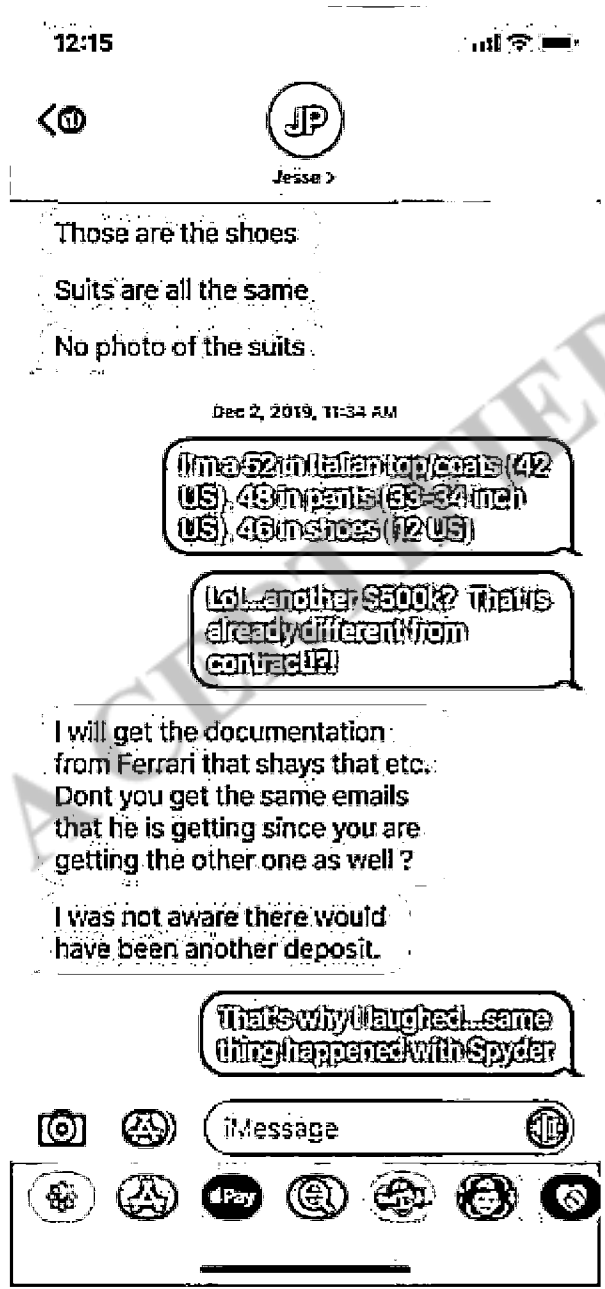 12:15
1
JP
Jesse >
Those are the shoes
Suits are all the same
No photo of the suits
Dec 2, 2019, 11:34 AM
I'm a 52 in Italian top/coats (42
US), 48 in pants (33-34 inch
US), 46 in shoes (12 US)
Lol...another $500k? That is
already different from
contract!?!
I will get the documentation
from Ferrari that shays that etc.
Dont you get the same emails
that he is getting since you are
getting the other one as well ?
I was not aware there would
have been another deposit.
That's why I laughed...same
thing happened with Spyder
iMessage
Pay
A CERTIFIE